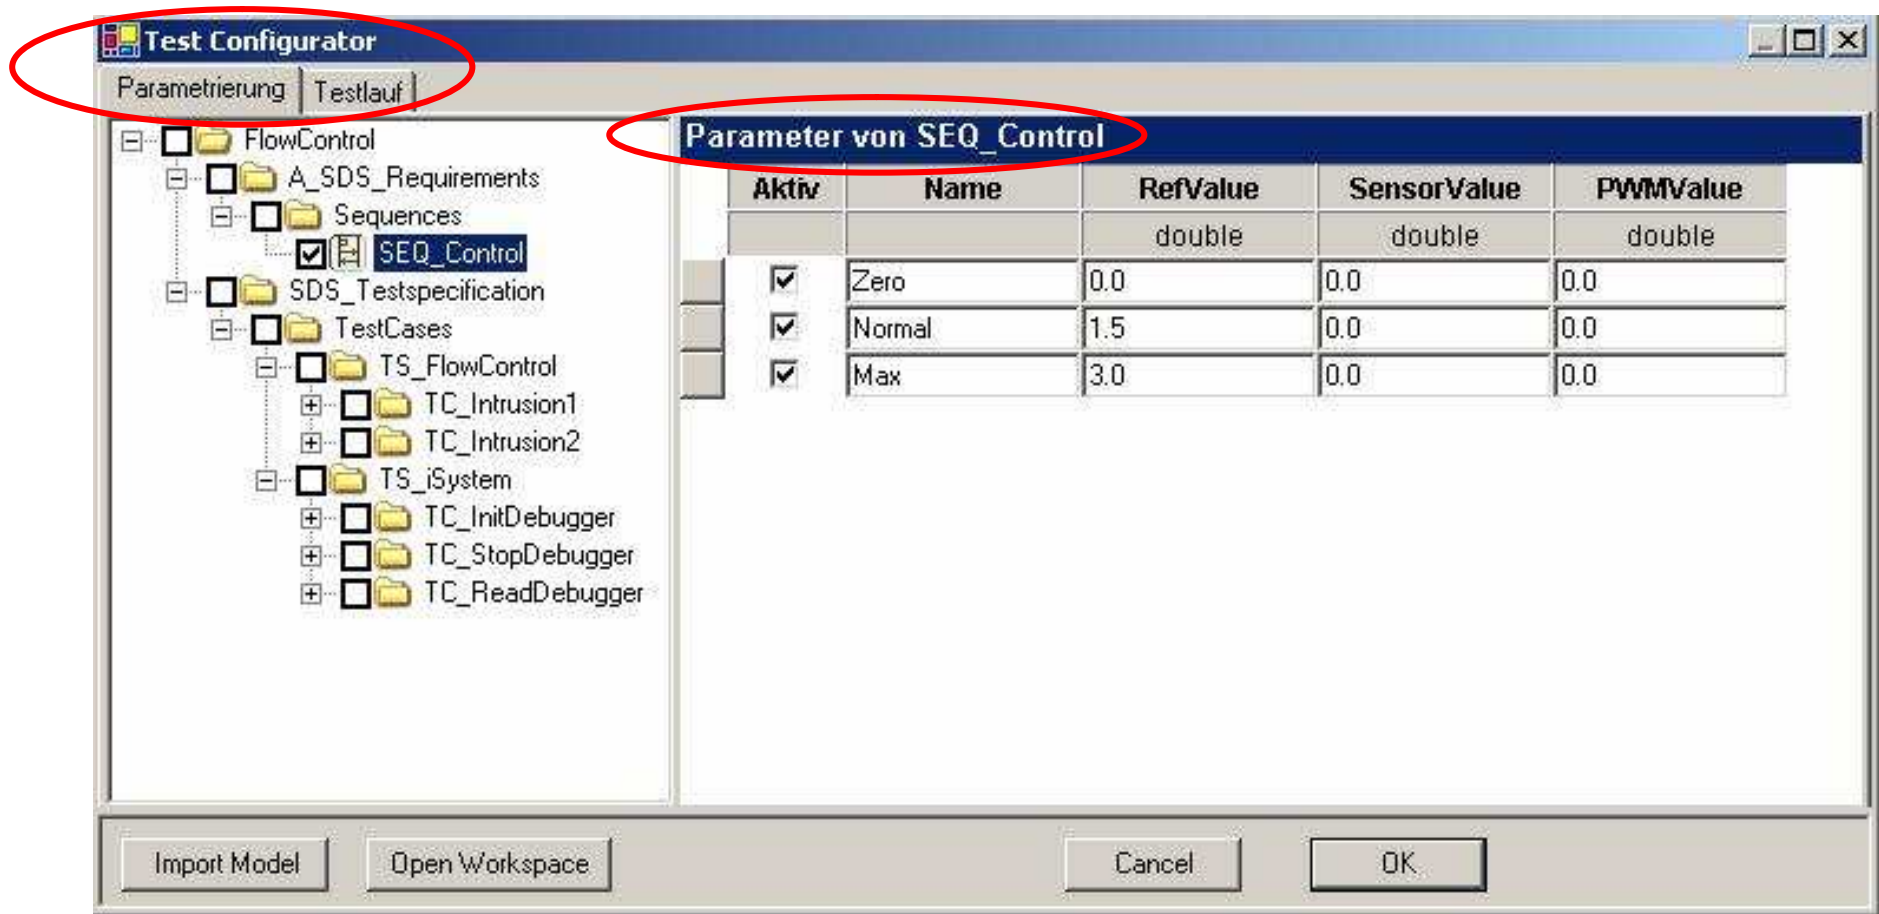 Test Configurator
Parametrierung Testlauf
FlowControl
A_SDS_Requirements
Sequences
SEQ_Control
SDS_Testspecification
TestCases
TS_FlowControl
TC_Intrusion1
TC_Intrusion2
TS_iSystem
TC_InitDebugger
TC_StopDebugger
TC_ReadDebugger
Parameter von SEQ_Control
Aktiv Name RefValue SensorValue PWMValue
double double double
Zero 0.0 0.0 0.0
Normal 1.5 0.0 0.0
Max 3.0 0.0 0.0
Import Model Open Workspace Cancel OK